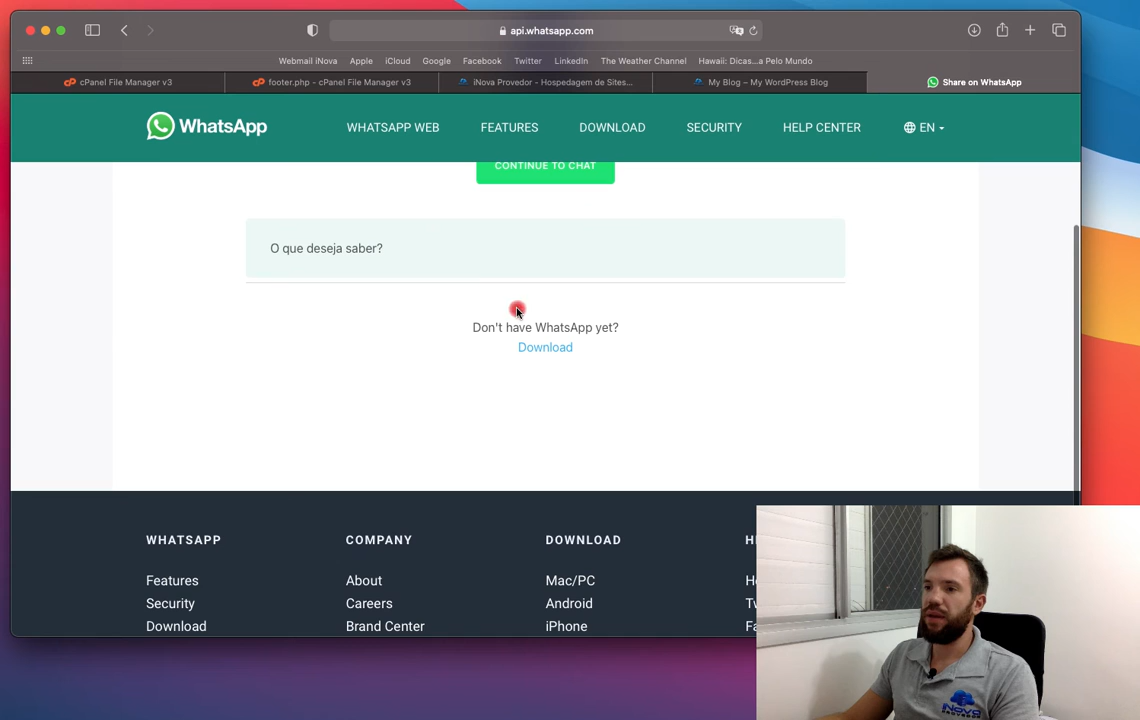 api.whatsapp.com
Webmail iNova Apple iCloud Google Facebook Twitter LinkedIn The Weather Channel Hawaii: Dicas...a Pelo Mundo
cPanel File Manager v3
footer.php - cPanel File Manager v3
iNova Provedor - Hospedagem de Sites...
My Blog – My WordPress Blog
Share on WhatsApp
WhatsApp
WHATSAPP WEB FEATURES DOWNLOAD SECURITY HELP CENTER EN
CONTINUE TO CHAT
O que deseja saber?
Don't have WhatsApp yet?
Download
WHATSAPP COMPANY DOWNLOAD
Features About Mac/PC
Security Careers Android
Download Brand Center iPhone
iNova